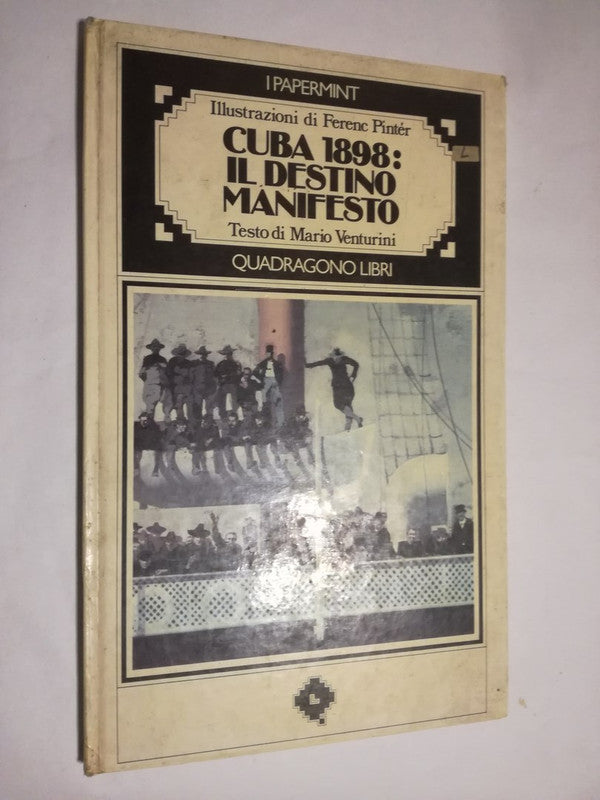 I PAPERMINT
Illustrazioni di Ferenc Pintér
CUBA 1898:
IL DESTINO
MANIFESTO
Testo di Mario Venturini
QUADRAGONO LIBRI
L